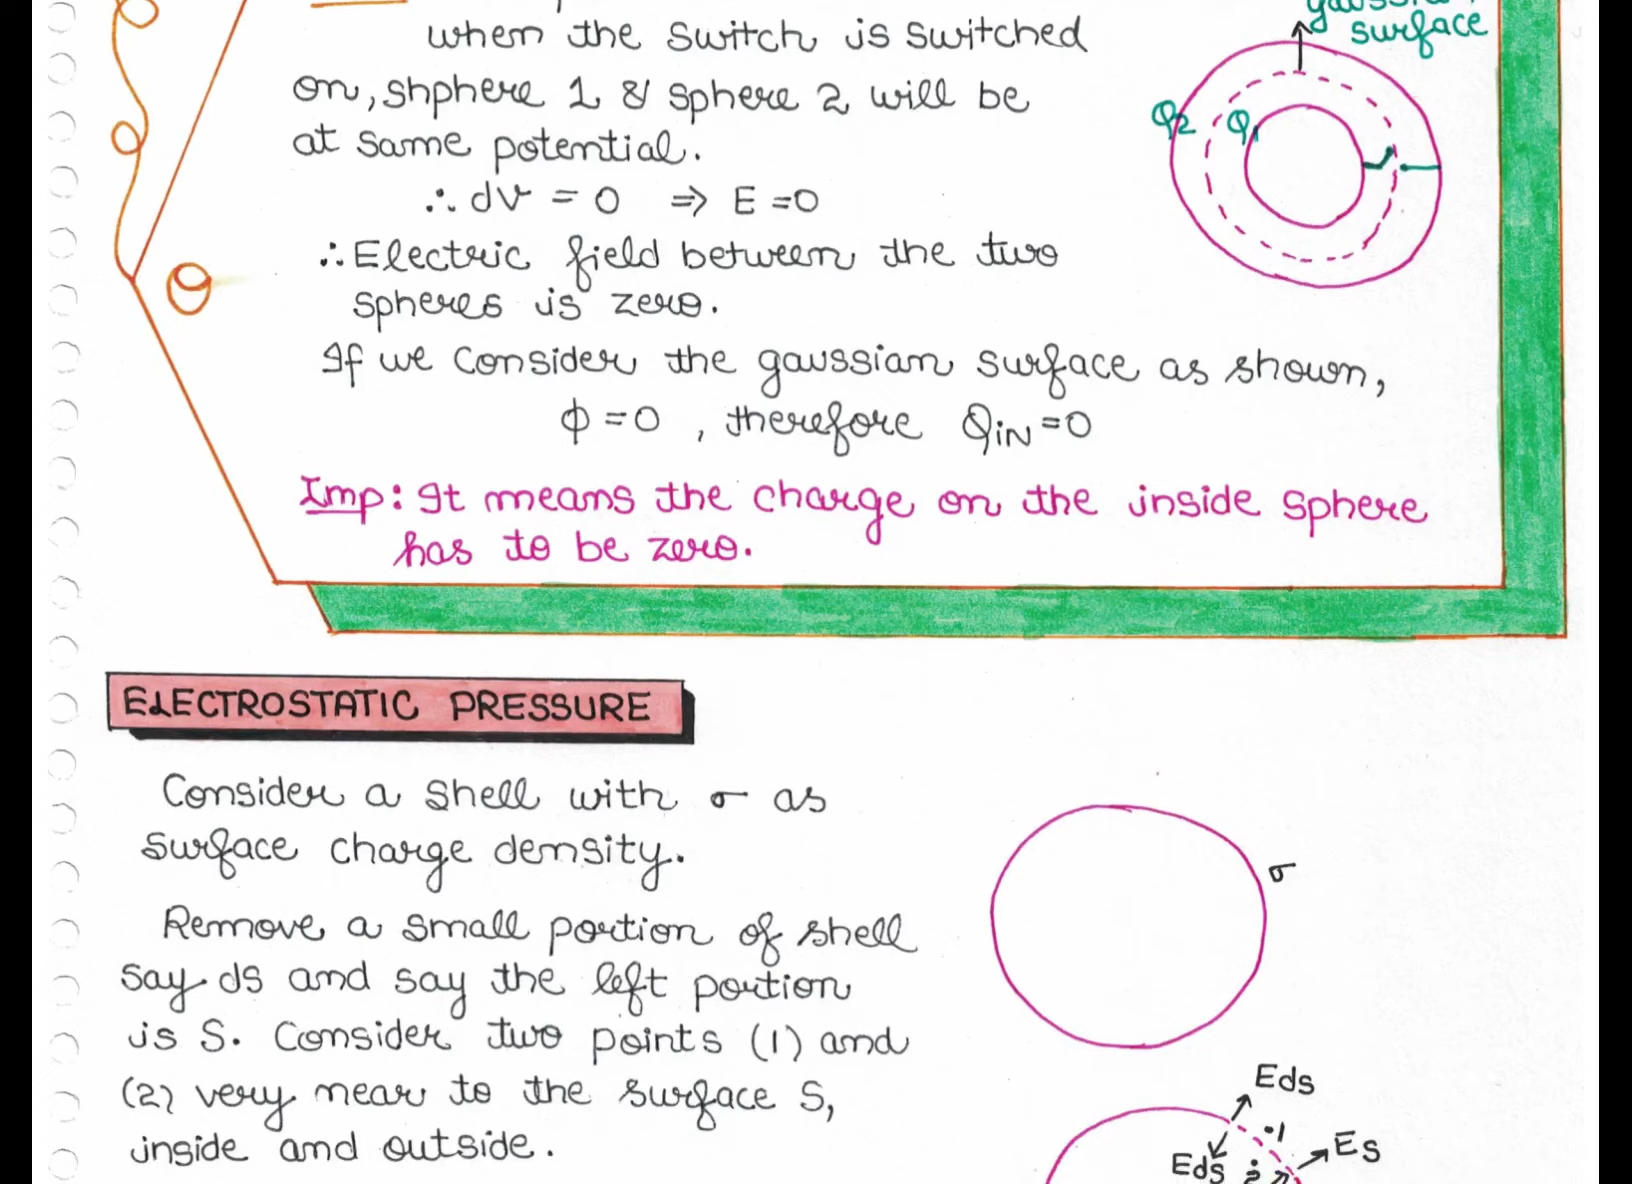 surface
when the switch is switched
on, shphere 1 & sphere 2 will be
at same potential.
Q2 Q1
∴ dv = 0 ⇒ E =0
∴ Electric field between the two
spheres is zero.
If we consider the gaussian surface as shown,
ϕ =0 , therefore QiN =0
Imp: It means the charge on the inside sphere
has to be zero.
ELECTROSTATIC PRESSURE
Consider a shell with σ as
surface charge density.
σ
Remove a small portion of shell
say ds and say the left portion
is S. Consider two points (1) and
(2) very near to the surface S,
inside and outside.
Eds
•1
Es
Eds
2